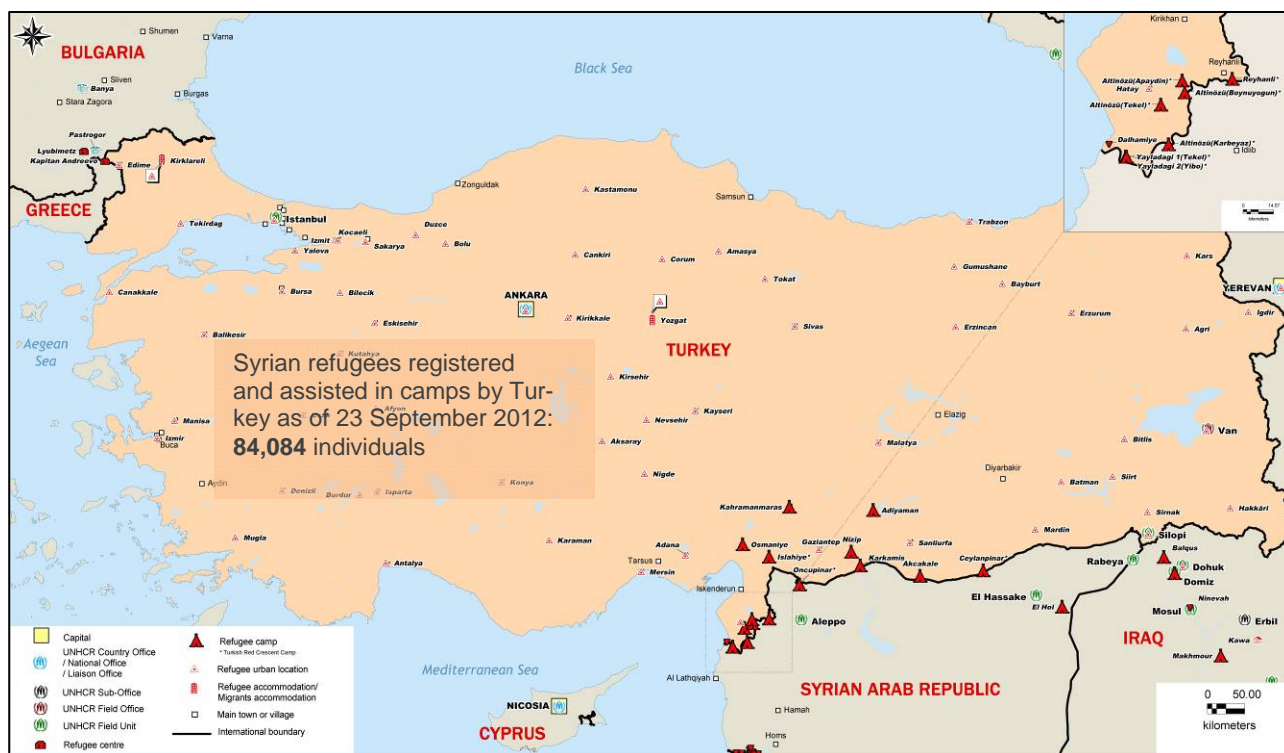 BULGARIA
Shumen
Varna
Sliven
Banya
Stara Zagora
Burgas
Pastrogor
Lyubimetz
Kapitan Andreevo
Edirne
Kirklareli
GREECE
Black Sea
Zonguldak
Kastamonu
Samsun
Trabzon
Tekirdag
Istanbul
Izmit
Kocaeli
Sakarya
Yalova
Duzce
Bolu
Cankiri
Corum
Amasya
Tokat
Gumushane
Bayburt
Kars
YEREVAN
Igdir
Canakkale
Bursa
Bilecik
ANKARA
Kirikkale
Yozgat
Sivas
Erzincan
Erzurum
Agri
Balikesir
Eskisehir
Kutahya
TURKEY
Aegean
Sea
Syrian refugees registered
and assisted in camps by Tur-
key as of 23 September 2012:
84,084 individuals
Afyon
Kirsehir
Kayseri
Nevsehir
Elazig
Manisa
Izmir
Buca
Aksaray
Malatya
Bitlis
Van
Aydin
Denizli
Burdur
Isparta
Konya
Nigde
Diyarbakir
Batman
Siirt
Kahramanmaras
Adiyaman
Sirnak
Hakkâri
Mugla
Antalya
Karaman
Adana
Tarsus
Mersin
Osmaniye
Islahiye*
Gaziantep
Nizip
Karkamis
Oncupinar*
Sanliurfa
Akcakale
Ceylanpinar*
Mardin
Silopi
Iskenderun
Rabeya
Balqus
Dohuk
Domiz
El Hassake
El Hol
Ninevah
Mosul
Erbil
Kawa
Makhmour
IRAQ
Aleppo
Mediterranean Sea
Al Lathqiyah
SYRIAN ARAB REPUBLIC
NICOSIA
CYPRUS
Hamah
Homs
0 50.00
kilometers
Kirikhan
Reyhanli
Altinözü(Apaydin)*
Reyhanli*
Hatay
Altinözü(Boynuyogun)*
Altinözü(Tekel)*
Dalhamiye
Altinözü(Karbeyaz)*
Idlib
Yayladagi 1(Tekel)*
Yayladagi 2(Yibo)*
kilometers
Capital
UNHCR Country Office
/ National Office
/ Liaison Office
UNHCR Sub-Office
UNHCR Field Office
UNHCR Field Unit
Refugee centre
Refugee camp
* Turkish Red Crescent Camp
Refugee urban location
Refugee accommodation/
Migrants accommodation
Main town or village
International boundary